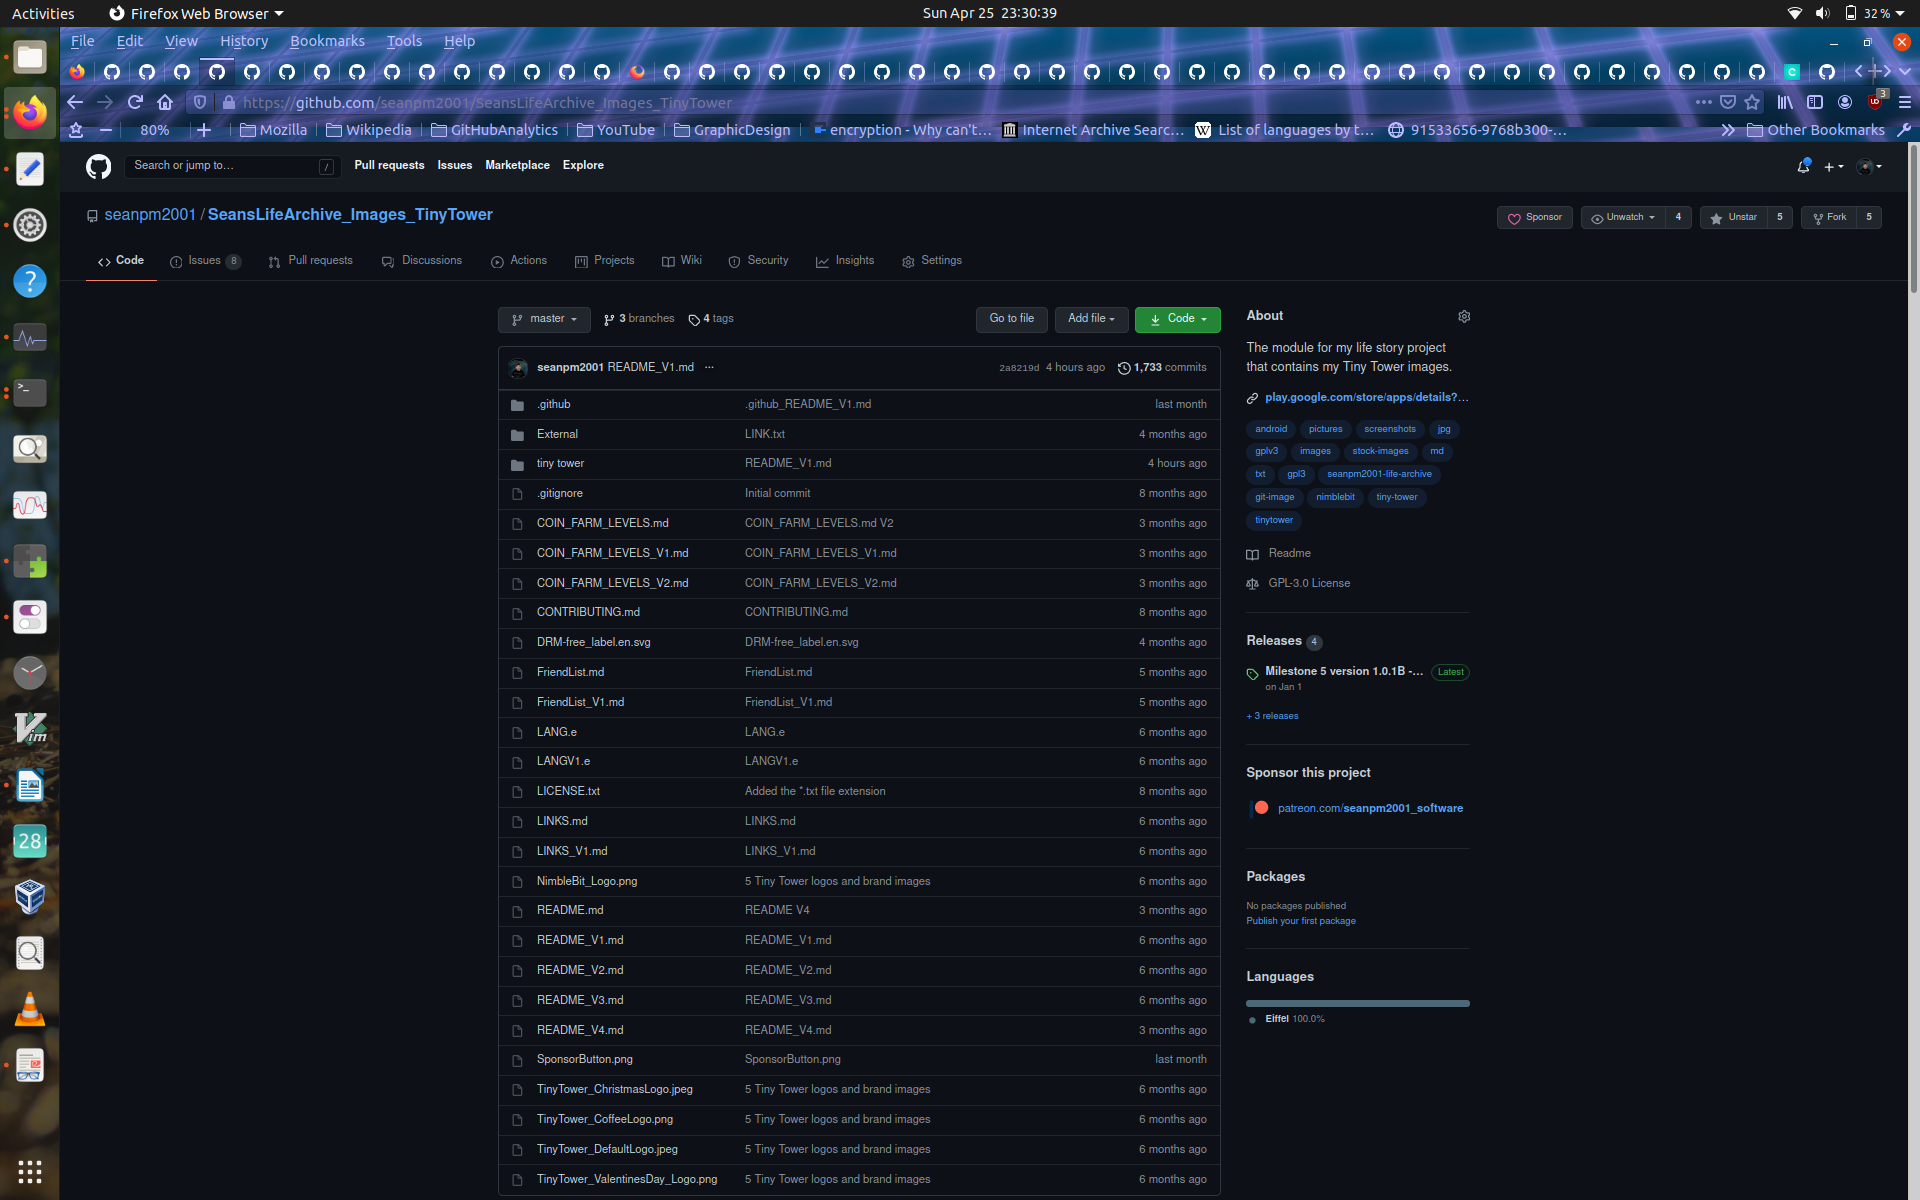 Activities Firefox Web Browser Sun Apr 25 23:30:39 32 %
File Edit View History Bookmarks Tools Help
https://github.com/seanpm2001/SeansLifeArchive_Images_TinyTower 3
80% Mozilla Wikipedia GitHubAnalytics YouTube GraphicDesign encryption - Why can't… Internet Archive Searc… List of languages by t… 91533656-9768b300-… Other Bookmarks
Search or jump to… / Pull requests Issues Marketplace Explore
seanpm2001 / SeansLifeArchive_Images_TinyTower Sponsor Unwatch 4 Unstar 5 Fork 5
Code Issues 8 Pull requests Discussions Actions Projects Wiki Security Insights Settings
master 3 branches 4 tags Go to file Add file Code
seanpm2001 README_V1.md ... 2a8219d 4 hours ago 1,733 commits
.github .github_README_V1.md last month
External LINK.txt 4 months ago
tiny tower README_V1.md 4 hours ago
.gitignore Initial commit 8 months ago
COIN_FARM_LEVELS.md COIN_FARM_LEVELS.md V2 3 months ago
COIN_FARM_LEVELS_V1.md COIN_FARM_LEVELS_V1.md 3 months ago
COIN_FARM_LEVELS_V2.md COIN_FARM_LEVELS_V2.md 3 months ago
CONTRIBUTING.md CONTRIBUTING.md 8 months ago
DRM-free_label.en.svg DRM-free_label.en.svg 4 months ago
FriendList.md FriendList.md 5 months ago
FriendList_V1.md FriendList_V1.md 5 months ago
LANG.e LANG.e 6 months ago
LANGV1.e LANGV1.e 6 months ago
LICENSE.txt Added the *.txt file extension 8 months ago
LINKS.md LINKS.md 6 months ago
LINKS_V1.md LINKS_V1.md 6 months ago
NimbleBit_Logo.png 5 Tiny Tower logos and brand images 6 months ago
README.md README V4 3 months ago
README_V1.md README_V1.md 6 months ago
README_V2.md README_V2.md 6 months ago
README_V3.md README_V3.md 6 months ago
README_V4.md README_V4.md 3 months ago
SponsorButton.png SponsorButton.png last month
TinyTower_ChristmasLogo.jpeg 5 Tiny Tower logos and brand images 6 months ago
TinyTower_CoffeeLogo.png 5 Tiny Tower logos and brand images 6 months ago
TinyTower_DefaultLogo.jpeg 5 Tiny Tower logos and brand images 6 months ago
TinyTower_ValentinesDay_Logo.png 5 Tiny Tower logos and brand images 6 months ago
About
The module for my life story project
that contains my Tiny Tower images.
play.google.com/store/apps/details?…
android pictures screenshots jpg
gplv3 images stock-images md
txt gpl3 seanpm2001-life-archive
git-image nimblebit tiny-tower
tinytower
Readme
GPL-3.0 License
Releases 4
Milestone 5 version 1.0.1B -… Latest
on Jan 1
+ 3 releases
Sponsor this project
patreon.com/seanpm2001_software
Packages
No packages published
Publish your first package
Languages
Eiffel 100.0%
28